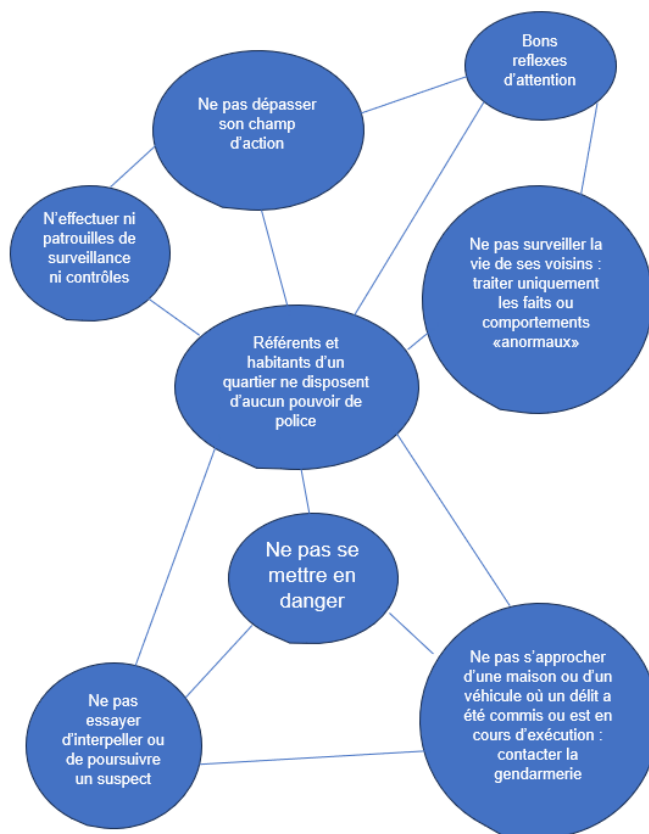 Bons
reflexes
d'attention
Ne pas dépasser
son champ
d'action
N'effectuer ni
patrouilles de
surveillance
ni contrôles
Ne pas surveiller la
vie de ses voisins :
traiter uniquement
les faits ou
comportements
«anormaux»
Référents et
habitants d'un
quartier ne disposent
d'aucun pouvoir de
police
Ne pas se
mettre en
danger
Ne pas s'approcher
d'une maison ou d'un
véhicule où un délit a
été commis ou est en
cours d'exécution :
contacter la
gendarmerie
Ne pas
essayer
d'interpeller ou
de poursuivre
un suspect